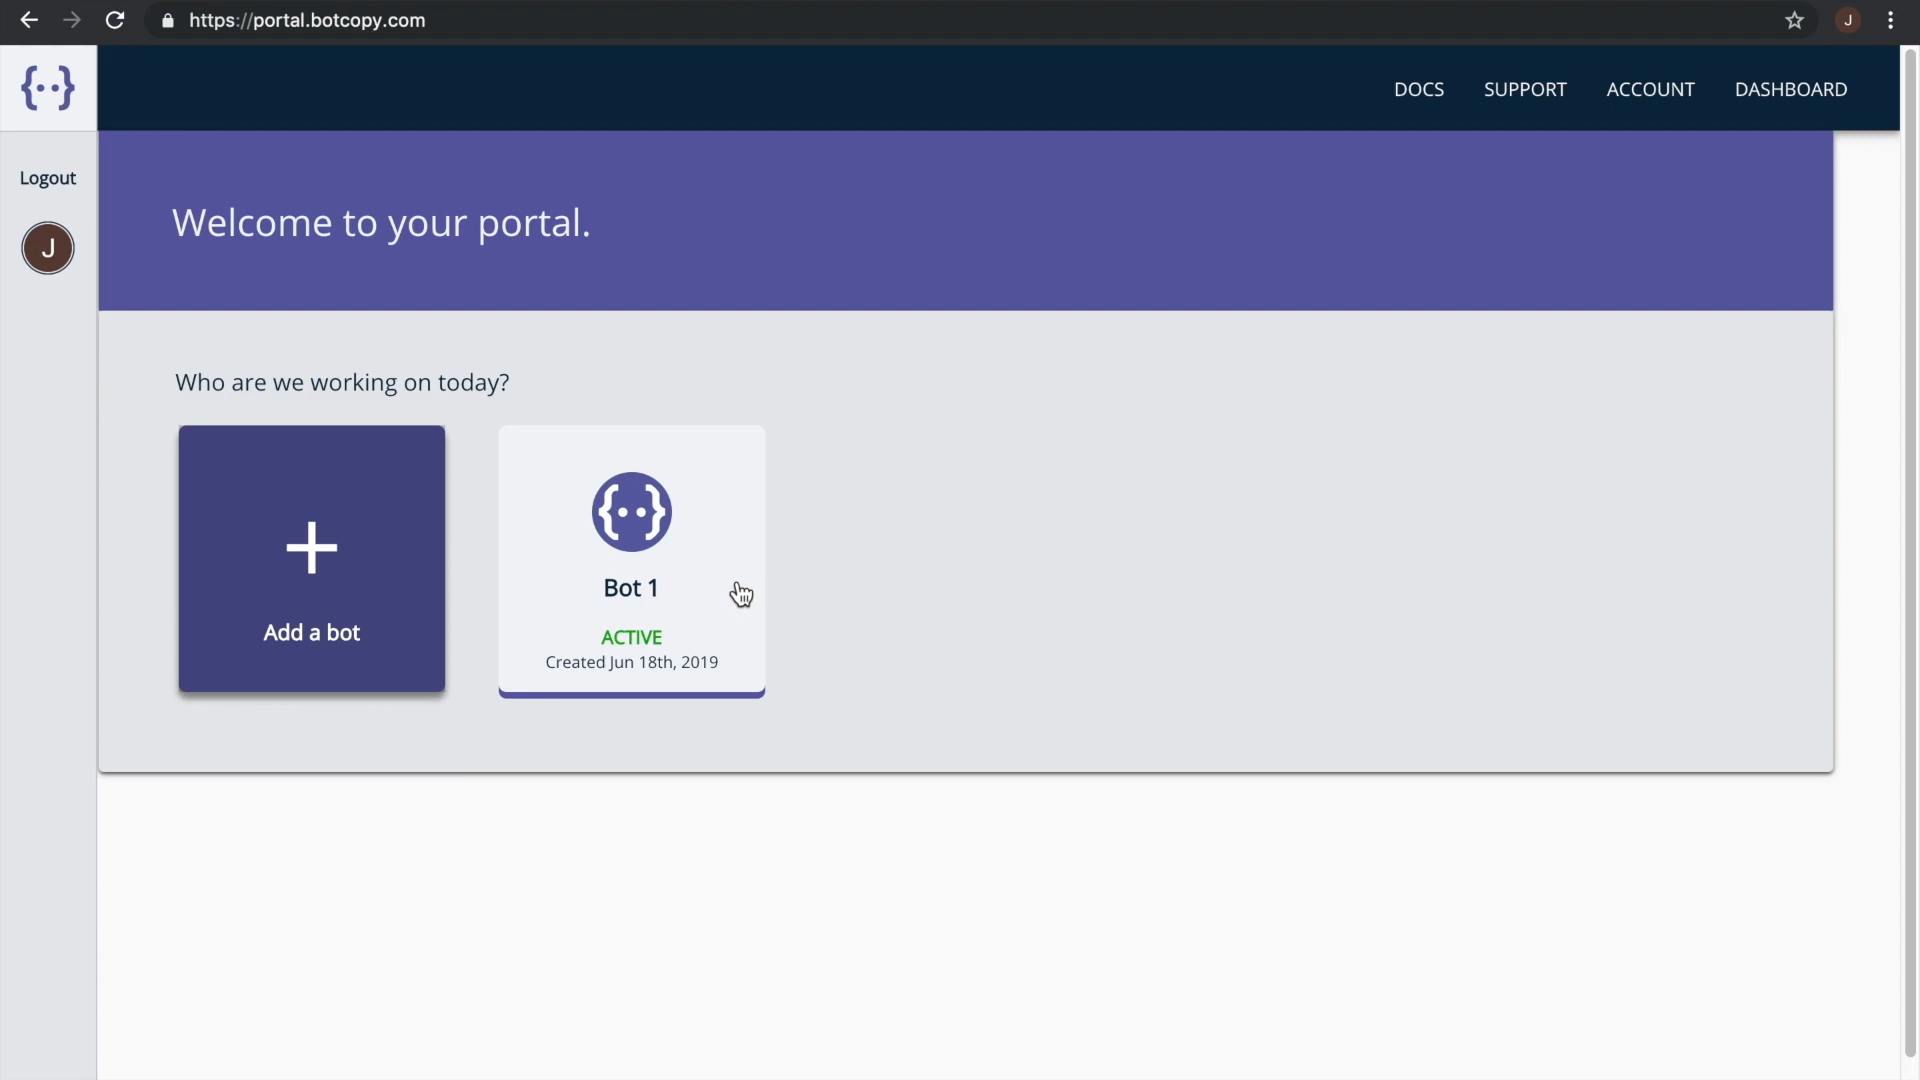 https://portal.botcopy.com
J
{··}
DOCS
SUPPORT
ACCOUNT
DASHBOARD
Logout
J
Welcome to your portal.
Who are we working on today?
+
Add a bot
{··}
Bot 1
ACTIVE
Created Jun 18th, 2019